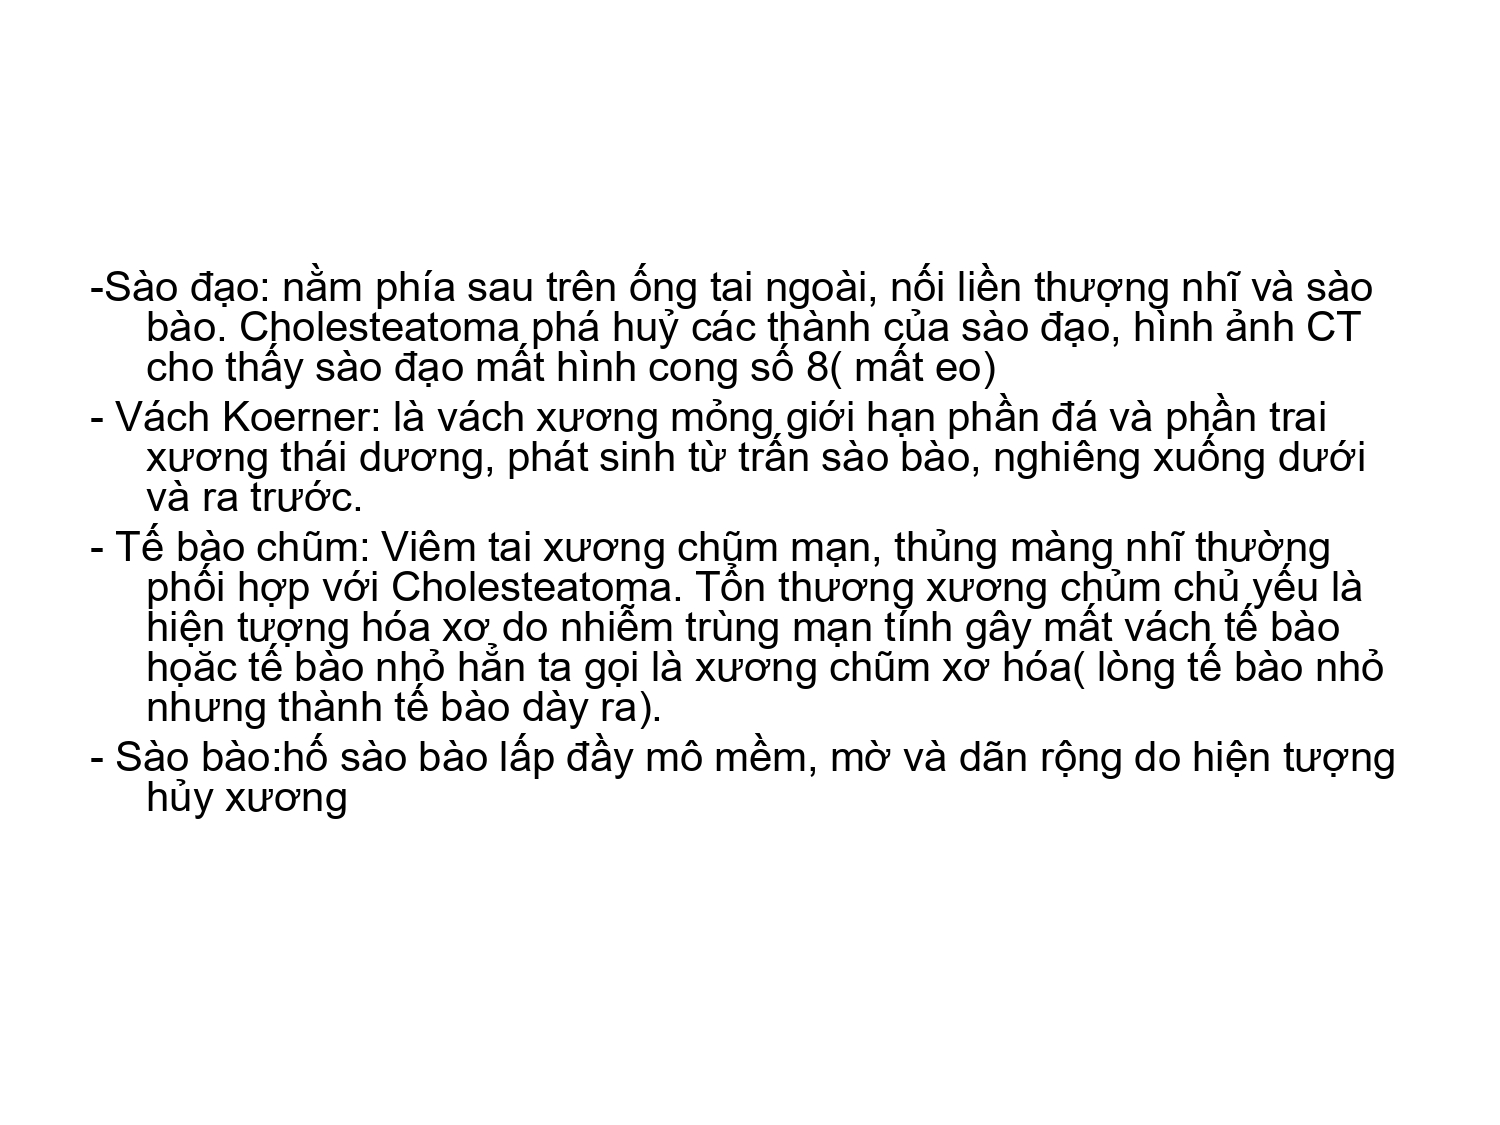 -Sào đạo: nằm phía sau trên ống tai ngoài, nối liền thượng nhĩ và sào
bào. Cholesteatoma phá huỷ các thành của sào đạo, hình ảnh CT
cho thấy sào đạo mất hình cong số 8( mất eo)
- Vách Koerner: là vách xương mỏng giới hạn phần đá và phần trai
xương thái dương, phát sinh từ trấn sào bào, nghiêng xuống dưới
và ra trước.
- Tế bào chũm: Viêm tai xương chũm mạn, thủng màng nhĩ thường
phối hợp với Cholesteatoma. Tổn thương xương chủm chủ yếu là
hiện tượng hóa xơ do nhiễm trùng mạn tính gây mất vách tế bào
họăc tế bào nhỏ hẳn ta gọi là xương chũm xơ hóa( lòng tế bào nhỏ
nhưng thành tế bào dày ra).
- Sào bào:hố sào bào lấp đầy mô mềm, mờ và dãn rộng do hiện tượng
hủy xương